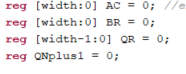 reg [width:0] AC = 0; //e
reg [width:0] BR = 0;
reg [width-1:0] QR = 0;
reg QNplus1 = 0;